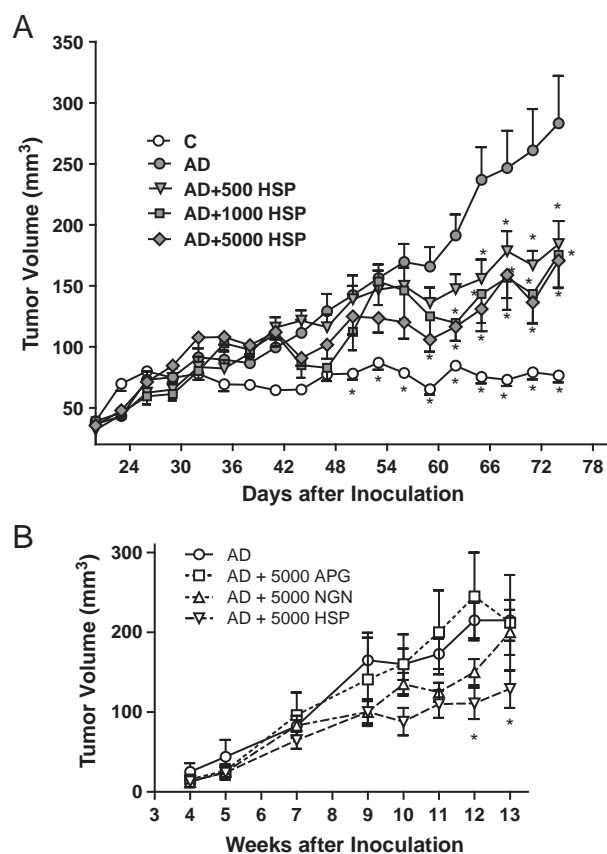 A
350
300
250
200
150
100
50
Tumor Volume (mm³)
C
AD
AD+500 HSP
AD+1000 HSP
AD+5000 HSP
* * * * *
* * * * * *
* * * * * * * * *
24 30 36 42 48 54 60 66 72 78
Days after Inoculation
B
300
200
100
0
Tumor Volume (mm³)
AD
AD + 5000 APG
AD + 5000 NGN
AD + 5000 HSP
* *
3 4 5 6 7 8 9 10 11 12 13
Weeks after Inoculation